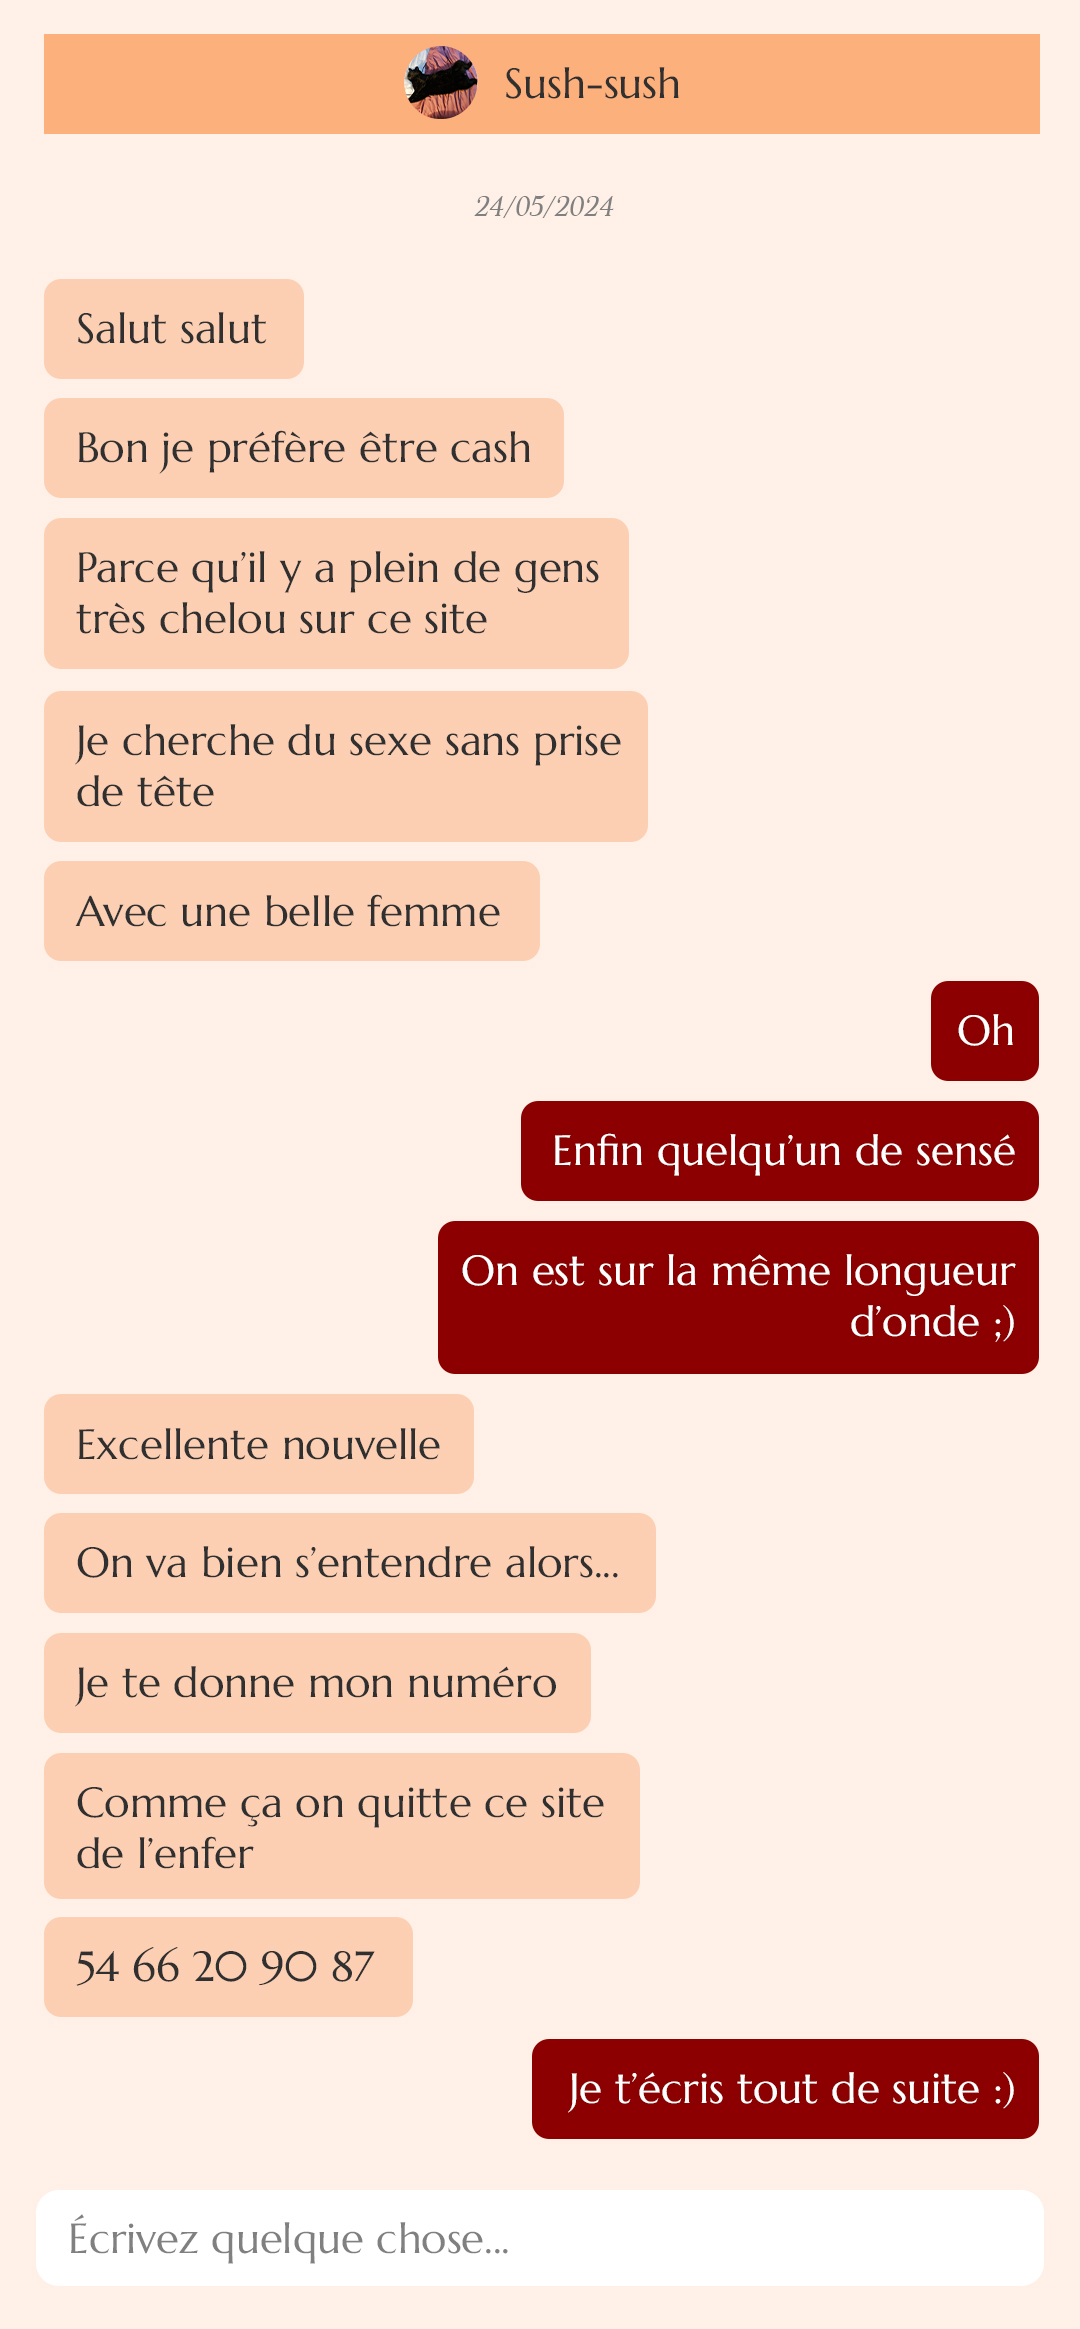 Sush-sush
24/05/2024
Salut salut
Bon je préfère être cash
Parce qu’il y a plein de gens
très chelou sur ce site
Je cherche du sexe sans prise
de tête
Avec une belle femme
Oh
Enfin quelqu’un de sensé
On est sur la même longueur
d’onde ;)
Excellente nouvelle
On va bien s’entendre alors...
Je te donne mon numéro
Comme ça on quitte ce site
de l’enfer
54 66 20 90 87
Je t’écris tout de suite :)
Écrivez quelque chose...